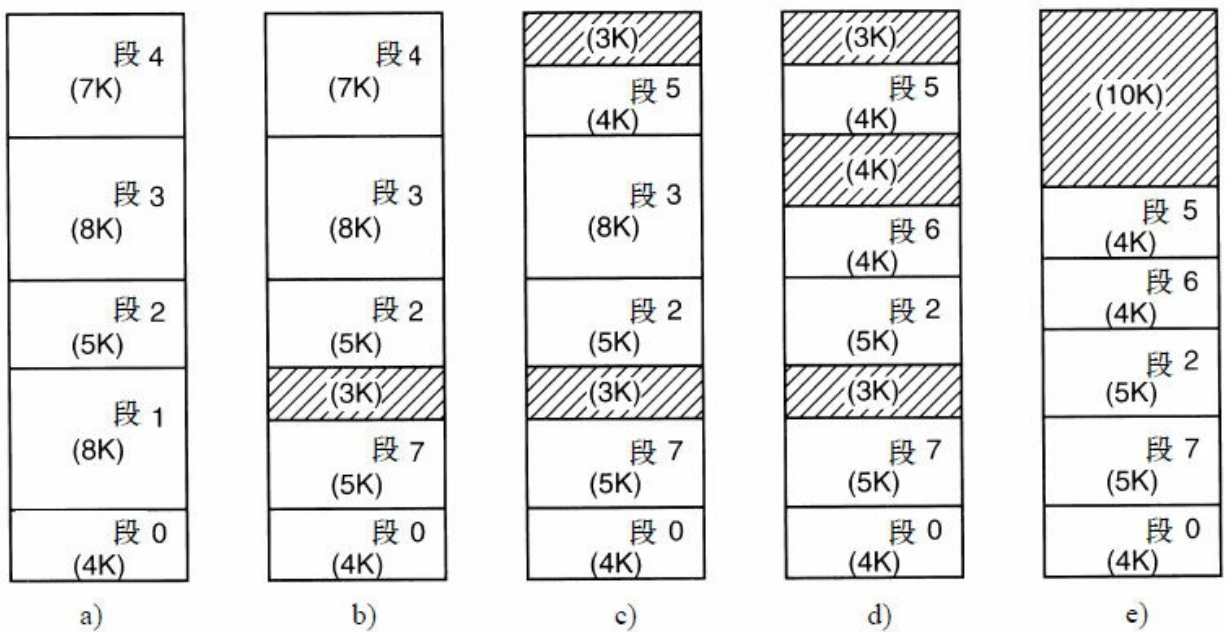 段 4
(7K)
段 3
(8K)
段 2
(5K)
段 1
(8K)
段 0
(4K)
a)
段 4
(7K)
段 3
(8K)
段 2
(5K)
(3K)
段 7
(5K)
段 0
(4K)
b)
(3K)
段 5
(4K)
段 3
(8K)
段 2
(5K)
(3K)
段 7
(5K)
段 0
(4K)
c)
(3K)
段 5
(4K)
(4K)
段 6
(4K)
段 2
(5K)
(3K)
段 7
(5K)
段 0
(4K)
d)
(10K)
段 5
(4K)
段 6
(4K)
段 2
(5K)
段 7
(5K)
段 0
(4K)
e)